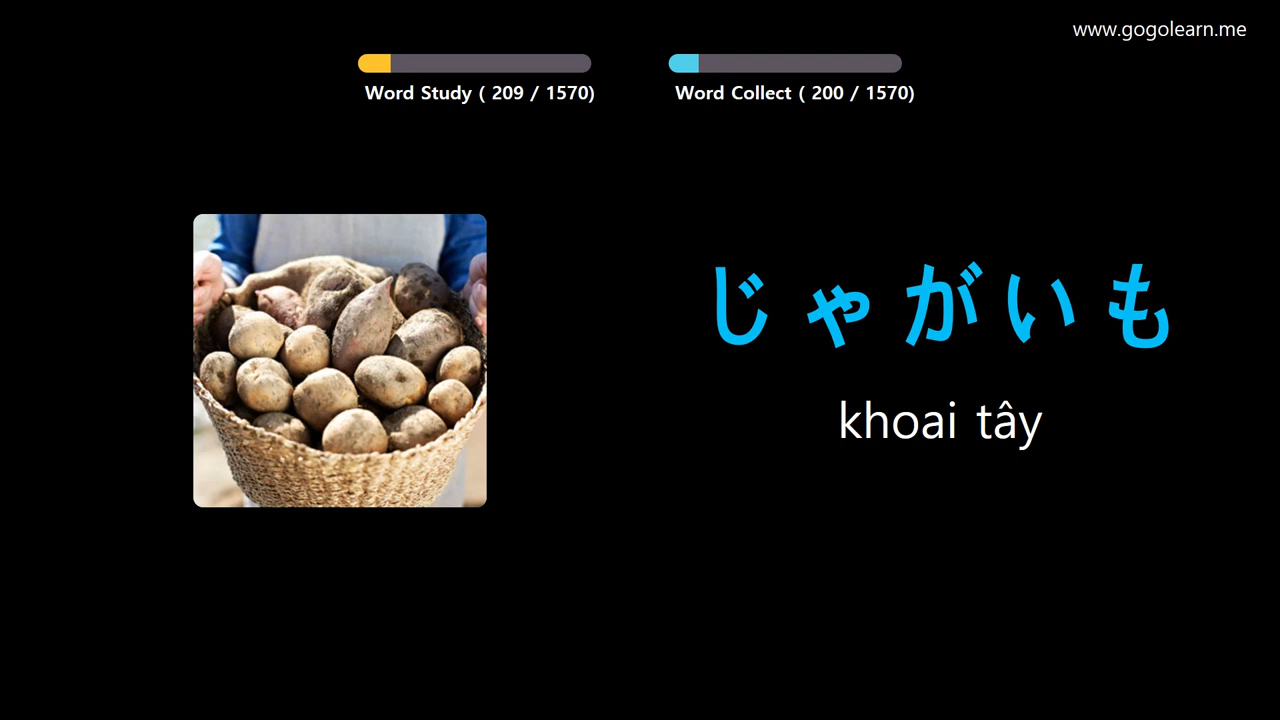 www.gogolearn.me
Word Study ( 209 / 1570)
Word Collect ( 200 / 1570)
じゃがいも
khoai tây